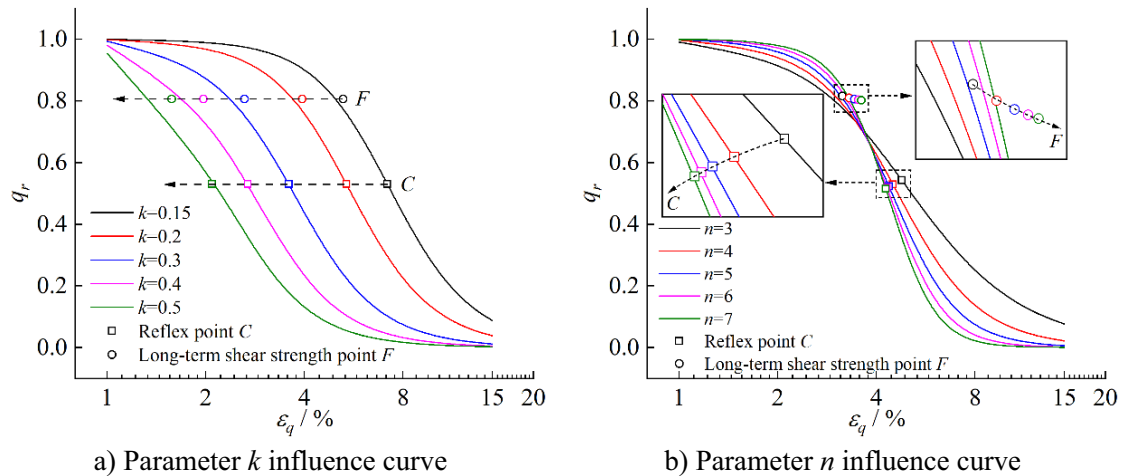 1.0
0.8
0.6
0.4
0.2
0.0
q_r
F
C
k=0.15
k=0.2
k=0.3
k=0.4
k=0.5
Reflex point C
Long-term shear strength point F
1 2 4 8 15 20
ε_q / %
a) Parameter k influence curve
1.0
0.8
0.6
0.4
0.2
0.0
q_r
F
C
n=3
n=4
n=5
n=6
n=7
Reflex point C
Long-term shear strength point F
1 2 4 8 15 20
ε_q / %
b) Parameter n influence curve